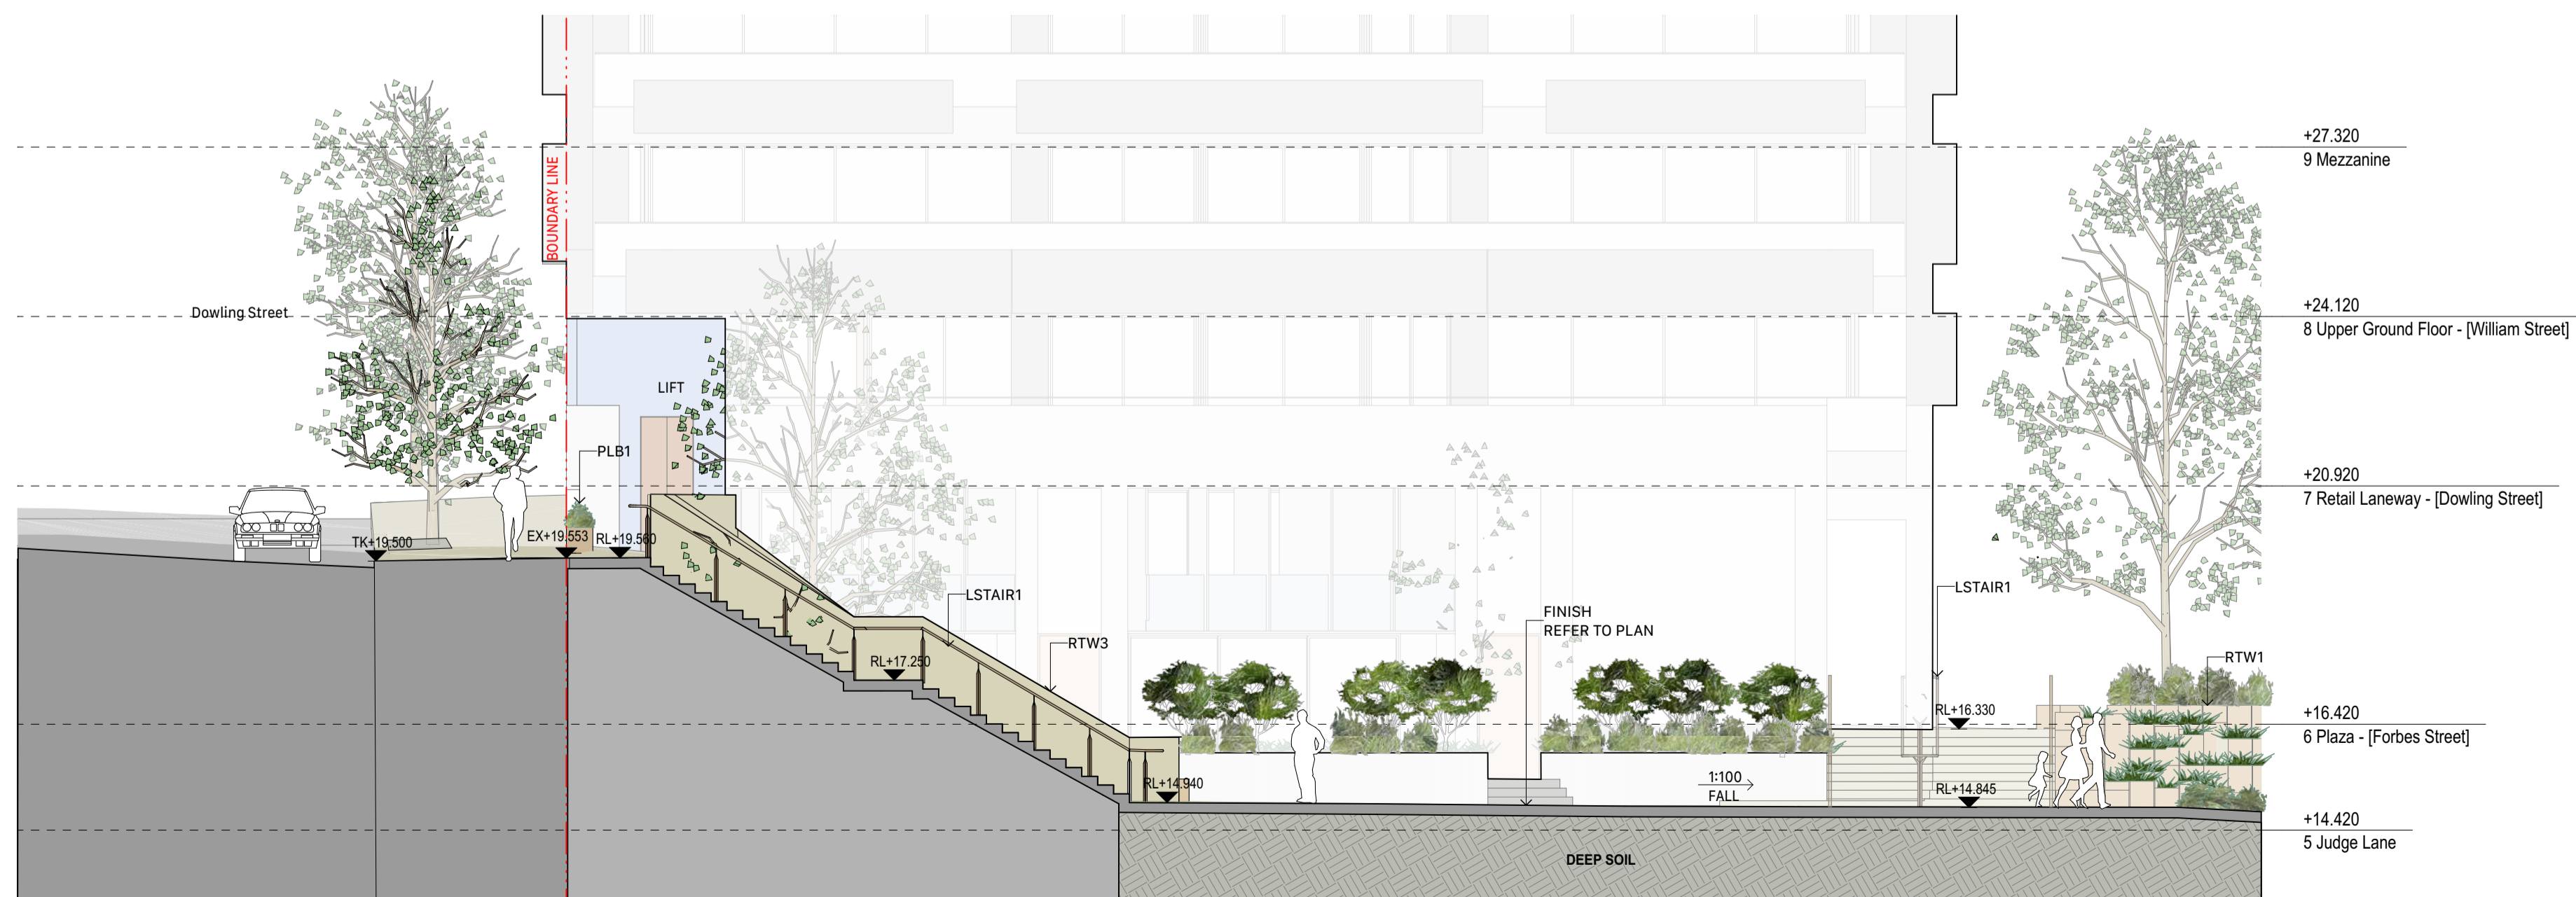 +27.320
9 Mezzanine
BOUNDARY LINE
Dowling Street
+24.120
8 Upper Ground Floor - [William Street]
LIFT
PLB1
+20.920
7 Retail Laneway - [Dowling Street]
TK+19.500
EX+19.553
RL+19.560
LSTAIR1
LSTAIR1
FINISH
REFER TO PLAN
RTW3
RL+17.250
RTW1
RL+16.330
+16.420
6 Plaza - [Forbes Street]
RL+14.940
1:100
FALL
RL+14.845
+14.420
5 Judge Lane
DEEP SOIL